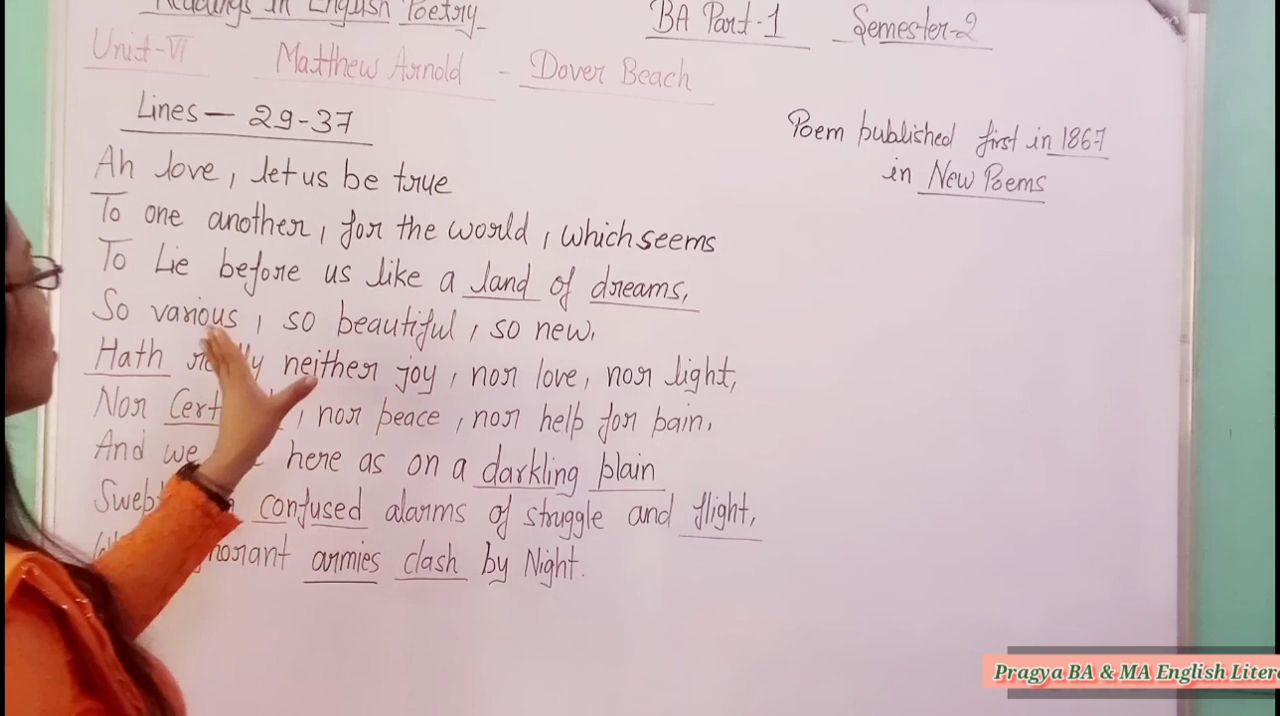 Readings in English Poetry
BA Part-1 Semester-2
Unit-VI Matthew Arnold - Dover Beach
Lines - 29-37
Poem published first in 1867
in New Poems
Ah love, let us be true
To one another, for the world, which seems
To Lie before us like a land of dreams,
So various, so beautiful, so new,
Hath neither joy, nor love, nor light,
Nor Cert , nor peace, nor help for pain,
And we here as on a darkling plain
Swept confused alarms of struggle and flight,
armies clash by Night.
Pragya BA & MA English Litera